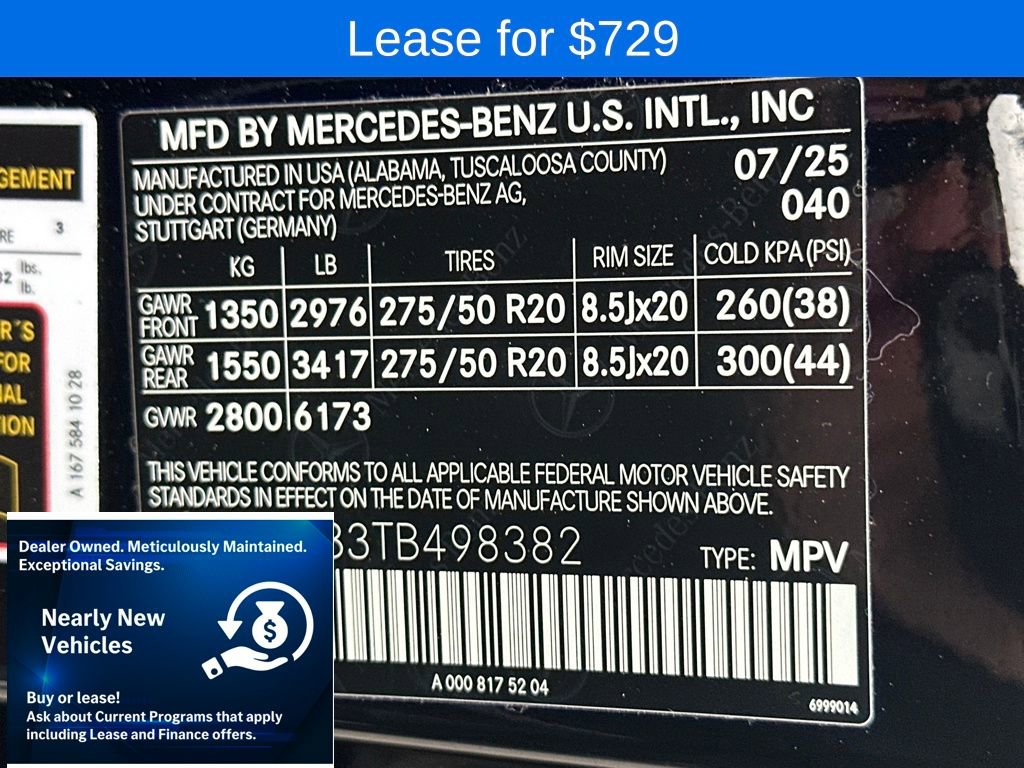 Lease for $729
GEMENT
3
lbs.
lb.
A 167 584 10 28
MFD BY MERCEDES-BENZ U.S. INTL., INC
MANUFACTURED IN USA (ALABAMA, TUSCALOOSA COUNTY)
UNDER CONTRACT FOR MERCEDES-BENZ AG,
STUTTGART (GERMANY)
07/25
040
KG LB TIRES RIM SIZE COLD KPA (PSI)
GAWR FRONT 1350 2976 275/50 R20 8.5Jx20 260(38)
GAWR REAR 1550 3417 275/50 R20 8.5Jx20 300(44)
GVWR 2800 6173
THIS VEHICLE CONFORMS TO ALL APPLICABLE FEDERAL MOTOR VEHICLE SAFETY
STANDARDS IN EFFECT ON THE DATE OF MANUFACTURE SHOWN ABOVE.
3TB498382
TYPE: MPV
A 000 817 52 04
6999014
Dealer Owned. Meticulously Maintained.
Exceptional Savings.
Nearly New
Vehicles
$
Buy or lease!
Ask about Current Programs that apply
including Lease and Finance offers.